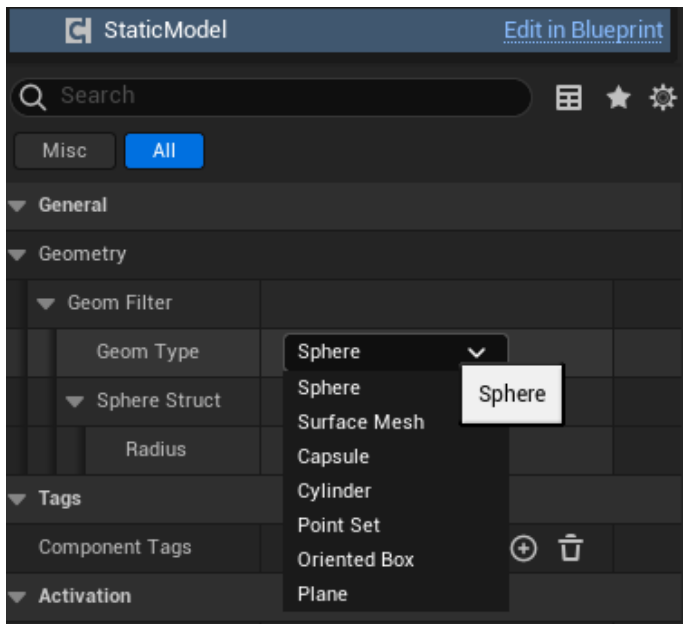 StaticModel Edit in Blueprint
Search
Misc All
General
Geometry
Geom Filter
Geom Type Sphere
Sphere Struct Sphere Sphere
Surface Mesh
Radius Capsule
Tags Cylinder
Point Set
Component Tags
Oriented Box
Activation Plane